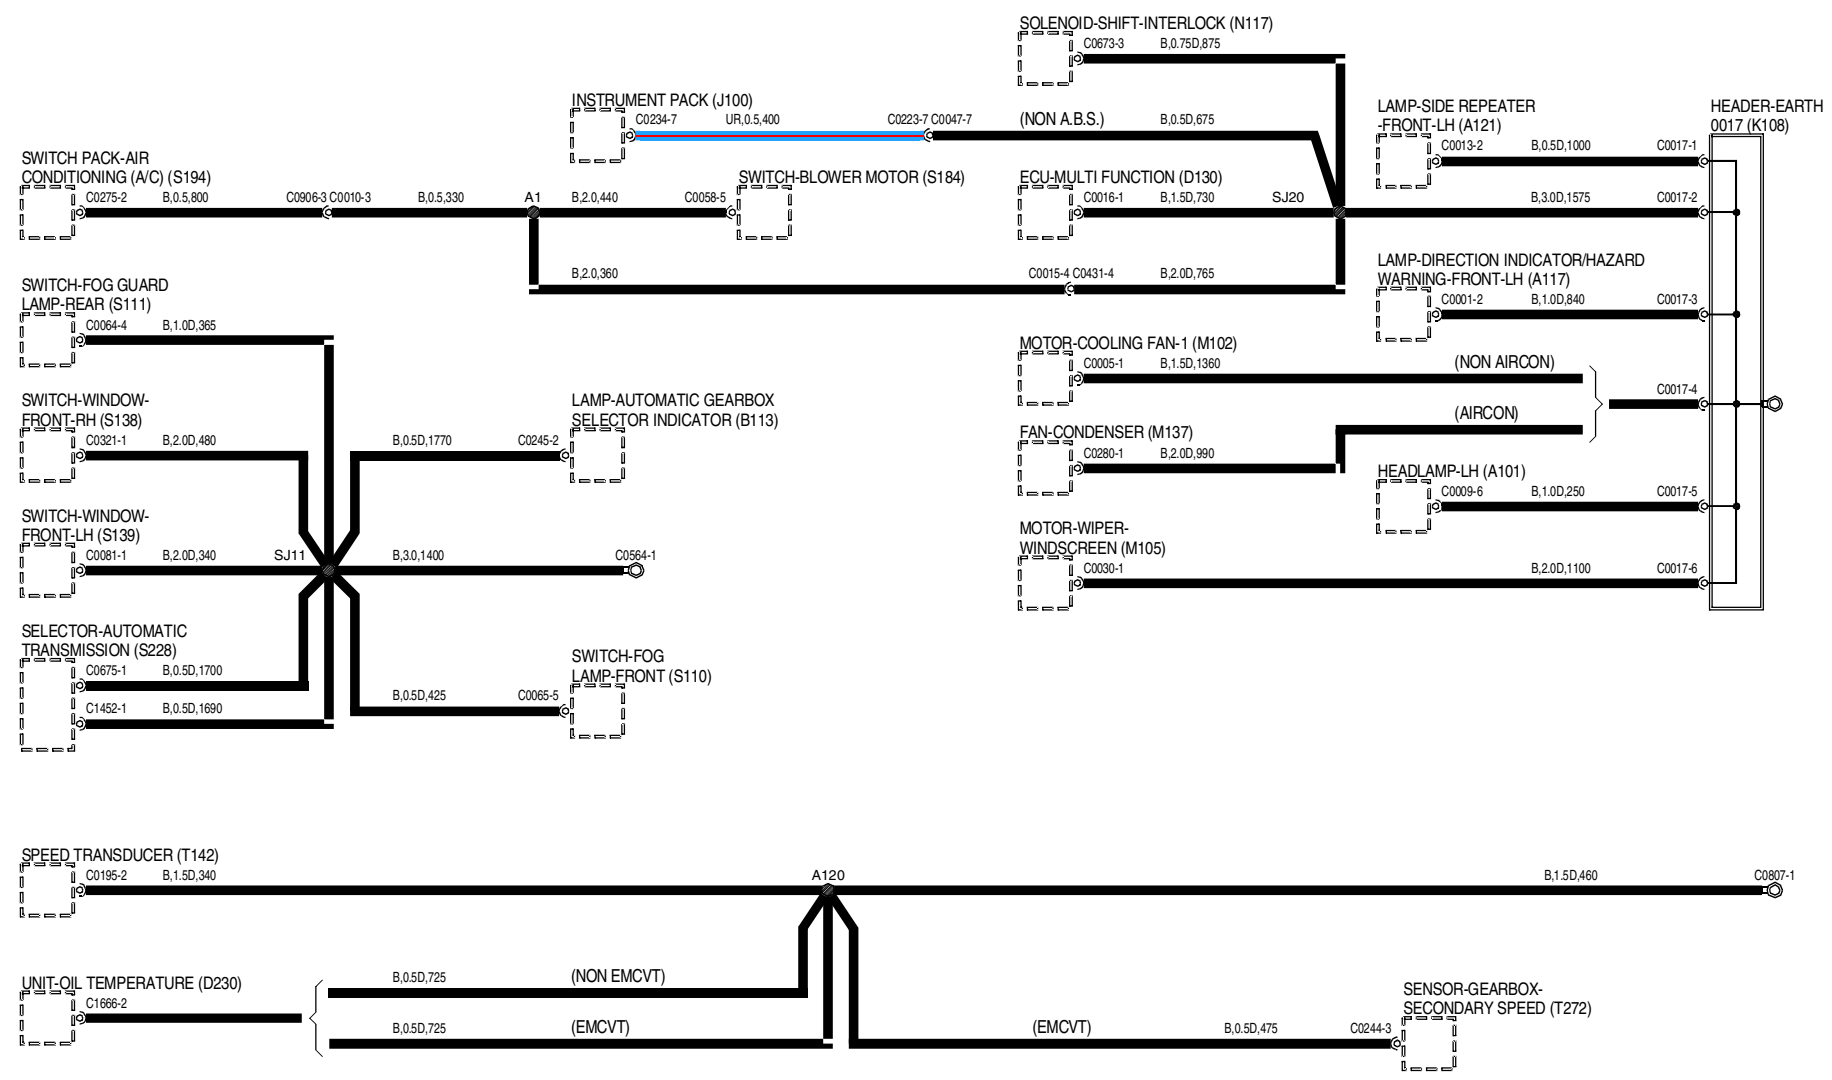 SOLENOID-SHIFT-INTERLOCK (N117)
C0673-3 B,0.75D,875
INSTRUMENT PACK (J100)
C0234-7 UR,0.5,400 C0223-7 C0047-7 (NON A.B.S.) B,0.5D,675
LAMP-SIDE REPEATER
-FRONT-LH (A121)
C0013-2 B,0.5D,1000 C0017-1
HEADER-EARTH
0017 (K108)
SWITCH PACK-AIR
CONDITIONING (A/C) (S194)
C0275-2 B,0.5,800 C0906-3 C0010-3 B,0.5,330 A1 B,2.0,440 C0058-5
SWITCH-BLOWER MOTOR (S184)
ECU-MULTI FUNCTION (D130)
C0016-1 B,1.5D,730 SJ20 B,3.0D,1575 C0017-2
B,2.0,360 C0015-4 C0431-4 B,2.0D,765
LAMP-DIRECTION INDICATOR/HAZARD
WARNING-FRONT-LH (A117)
C0001-2 B,1.0D,840 C0017-3
SWITCH-FOG GUARD
LAMP-REAR (S111)
C0064-4 B,1.0D,365
MOTOR-COOLING FAN-1 (M102)
C0005-1 B,1.5D,1360 (NON AIRCON)
C0017-4
(AIRCON)
FAN-CONDENSER (M137)
C0280-1 B,2.0D,990
SWITCH-WINDOW-
FRONT-RH (S138)
C0321-1 B,2.0D,480
LAMP-AUTOMATIC GEARBOX
SELECTOR INDICATOR (B113)
B,0.5D,1770 C0245-2
HEADLAMP-LH (A101)
C0009-6 B,1.0D,250 C0017-5
SWITCH-WINDOW-
FRONT-LH (S139)
C0081-1 B,2.0D,340 SJ11 B,3.0,1400 C0564-1
MOTOR-WIPER-
WINDSCREEN (M105)
C0030-1 B,2.0D,1100 C0017-6
SELECTOR-AUTOMATIC
TRANSMISSION (S228)
C0675-1 B,0.5D,1700
C1452-1 B,0.5D,1690
SWITCH-FOG
LAMP-FRONT (S110)
B,0.5D,425 C0065-5
SPEED TRANSDUCER (T142)
C0195-2 B,1.5D,340 A120 B,1.5D,460 C0807-1
UNIT-OIL TEMPERATURE (D230)
C1666-2
B,0.5D,725 (NON EMCVT)
B,0.5D,725 (EMCVT)
SENSOR-GEARBOX-
SECONDARY SPEED (T272)
(EMCVT) B,0.5D,475 C0244-3